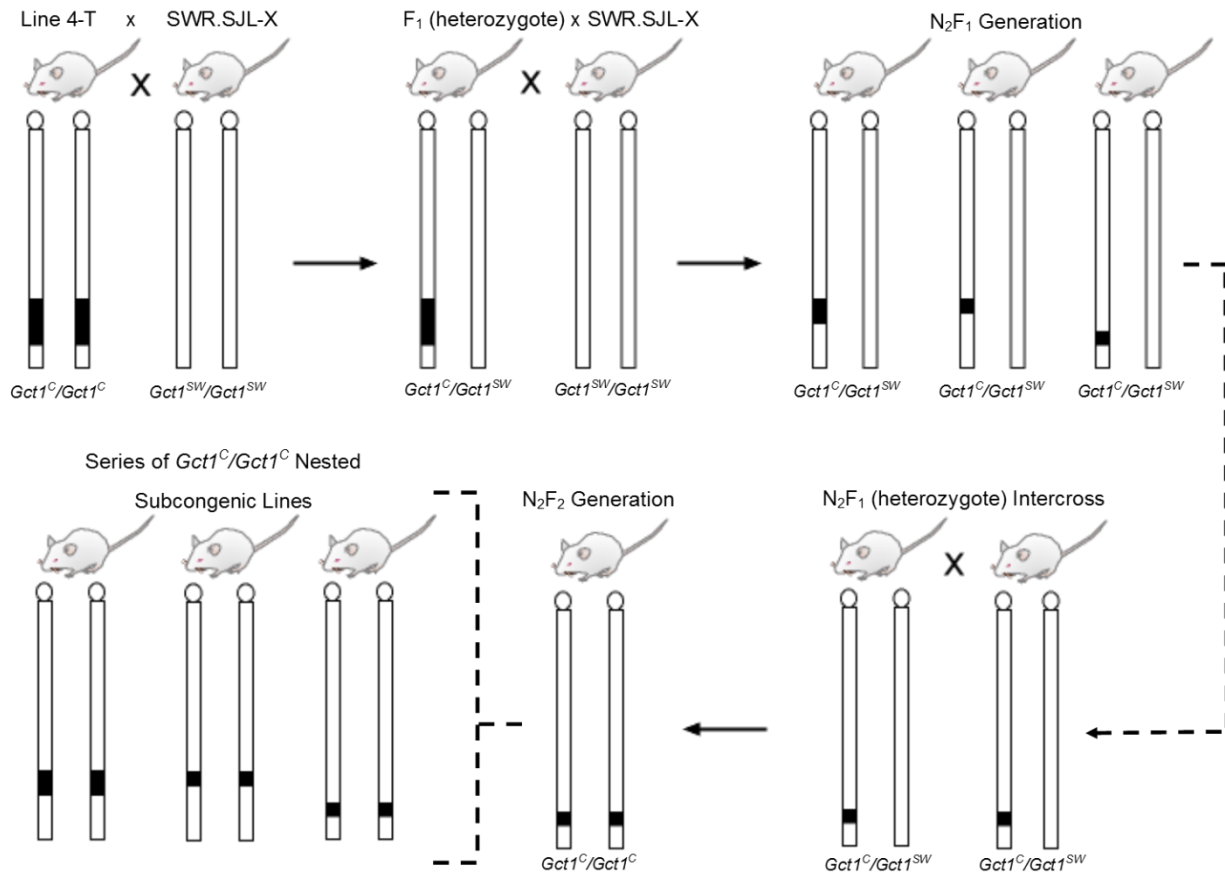 Line 4-T x SWR.SJL-X
F₁ (heterozygote) x SWR.SJL-X
N₂F₁ Generation
X
X
Gct1ᶜ/Gct1ᶜ
Gct1ˢᵂ/Gct1ˢᵂ
Gct1ᶜ/Gct1ˢᵂ
Gct1ˢᵂ/Gct1ˢᵂ
Gct1ᶜ/Gct1ˢᵂ
Gct1ᶜ/Gct1ˢᵂ
Gct1ᶜ/Gct1ˢᵂ
Series of Gct1ᶜ/Gct1ᶜ Nested
Subcongenic Lines
N₂F₂ Generation
N₂F₁ (heterozygote) Intercross
X
Gct1ᶜ/Gct1ᶜ
Gct1ᶜ/Gct1ˢᵂ
Gct1ᶜ/Gct1ˢᵂ